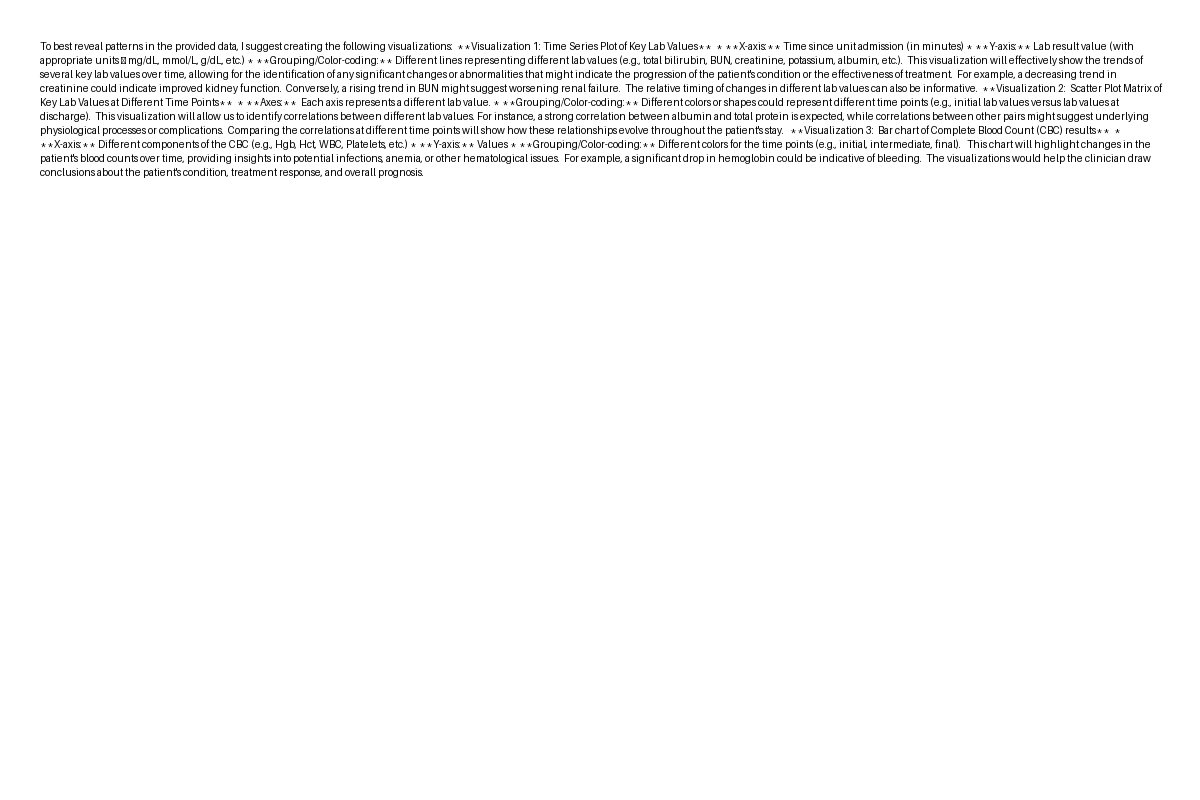 To best reveal patterns in the provided data, I suggest creating the following visualizations:  **Visualization 1: Time Series Plot of Key Lab Values**  * **X-axis:** Time since unit admission (in minutes) * **Y-axis:** Lab result value (with
appropriate units mg/dL, mmol/L, g/dL, etc.) * **Grouping/Color-coding:** Different lines representing different lab values (e.g., total bilirubin, BUN, creatinine, potassium, albumin, etc.).  This visualization will effectively show the trends of
several key lab values over time, allowing for the identification of any significant changes or abnormalities that might indicate the progression of the patient's condition or the effectiveness of treatment.  For example, a decreasing trend in
creatinine could indicate improved kidney function.  Conversely, a rising trend in BUN might suggest worsening renal failure.  The relative timing of changes in different lab values can also be informative.  **Visualization 2:  Scatter Plot Matrix of
Key Lab Values at Different Time Points**  * **Axes:**  Each axis represents a different lab value. * **Grouping/Color-coding:** Different colors or shapes could represent different time points (e.g., initial lab values versus lab values at
discharge).  This visualization will allow us to identify correlations between different lab values. For instance, a strong correlation between albumin and total protein is expected, while correlations between other pairs might suggest underlying
physiological processes or complications.  Comparing the correlations at different time points will show how these relationships evolve throughout the patient's stay.   **Visualization 3:  Bar chart of Complete Blood Count (CBC) results**  *
**X-axis:** Different components of the CBC (e.g., Hgb, Hct, WBC, Platelets, etc.) * **Y-axis:** Values * **Grouping/Color-coding:** Different colors for the time points (e.g., initial, intermediate, final).   This chart will highlight changes in the
patient's blood counts over time, providing insights into potential infections, anemia, or other hematological issues.  For example, a significant drop in hemoglobin could be indicative of bleeding.  The visualizations would help the clinician draw
conclusions about the patient's condition, treatment response, and overall prognosis.